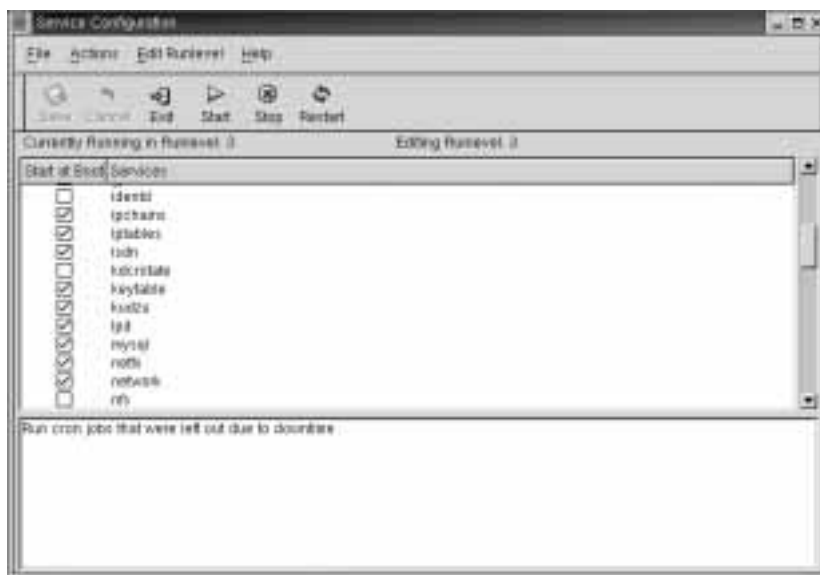 Service Configuration
File Actions Edit Runlevel Help
Save Cancel Exit Start Stop Restart
Currently Running in Runlevel: 3 Editing Runlevel: 3
Start at Boot Services
identd
ipchains
iptables
isdn
kdcrotate
keytable
kudzu
lpd
mysql
netfs
network
nfs
Run cron jobs that were left out due to downtime